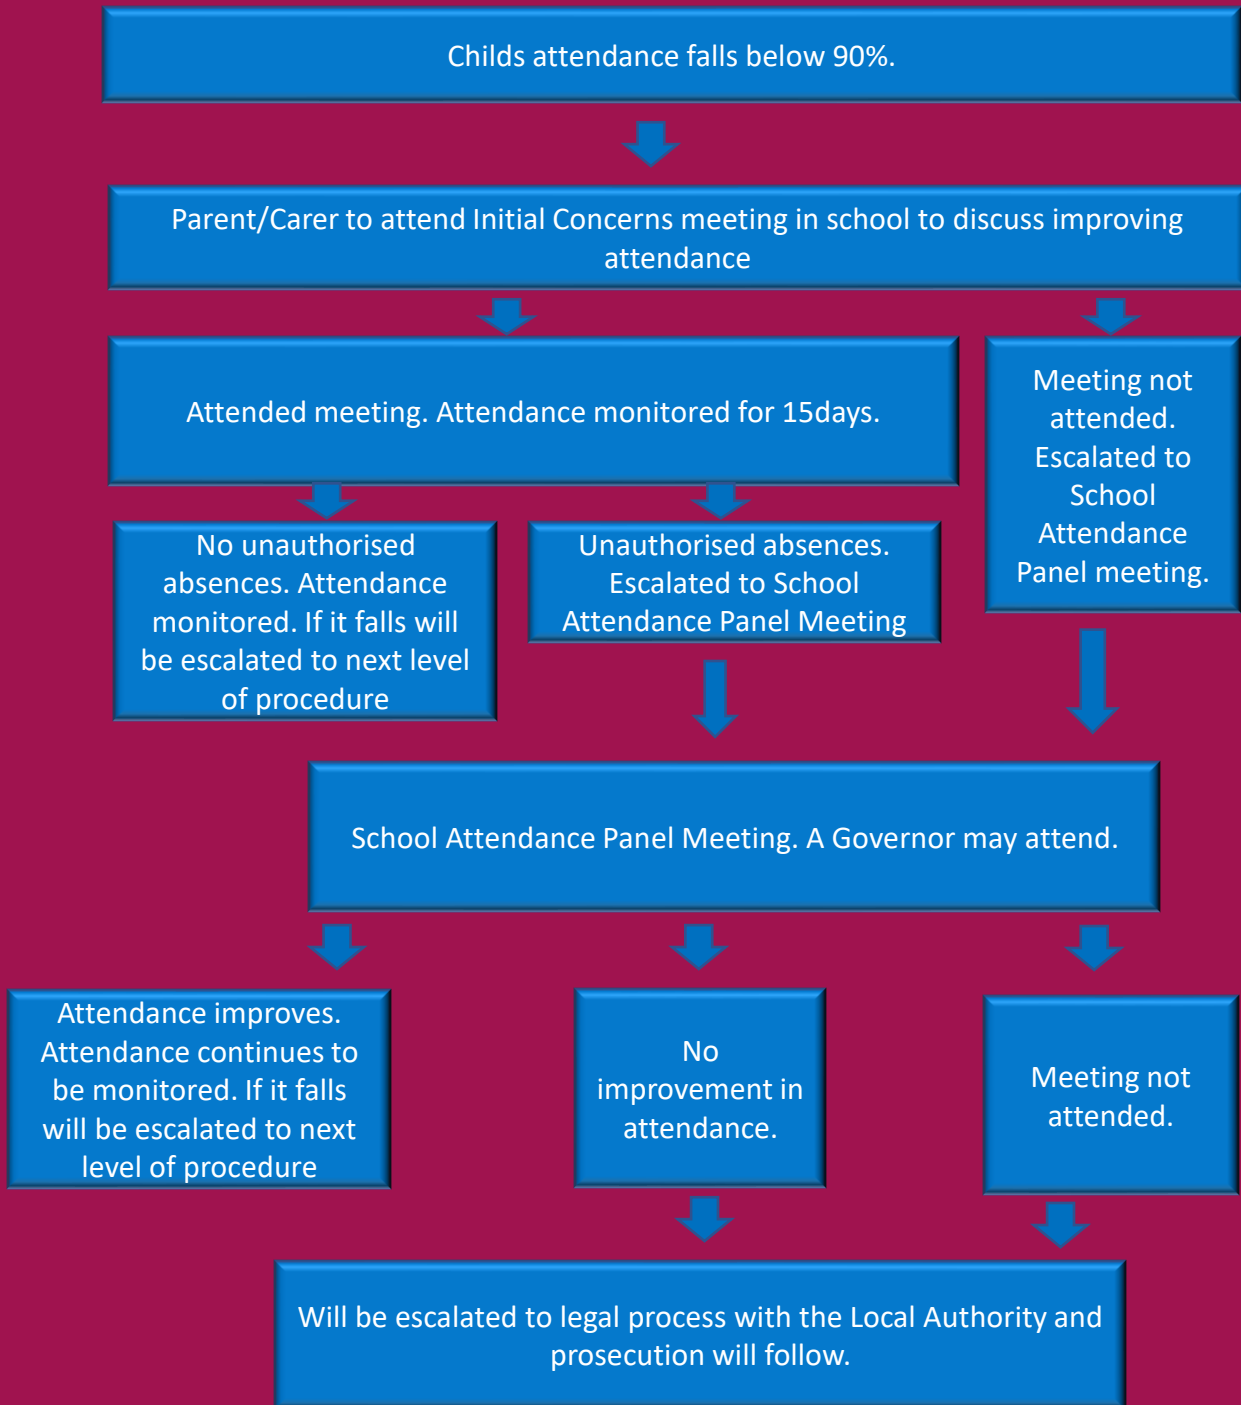 Childs attendance falls below 90%.
Parent/Carer to attend Initial Concerns meeting in school to discuss improving
attendance
Attended meeting. Attendance monitored for 15days.
Meeting not
attended.
Escalated to
School
Attendance
Panel meeting.
No unauthorised
absences. Attendance
monitored. If it falls will
be escalated to next level
of procedure
Unauthorised absences.
Escalated to School
Attendance Panel Meeting
School Attendance Panel Meeting. A Governor may attend.
Attendance improves.
Attendance continues to
be monitored. If it falls
will be escalated to next
level of procedure
No
improvement in
attendance.
Meeting not
attended.
Will be escalated to legal process with the Local Authority and
prosecution will follow.